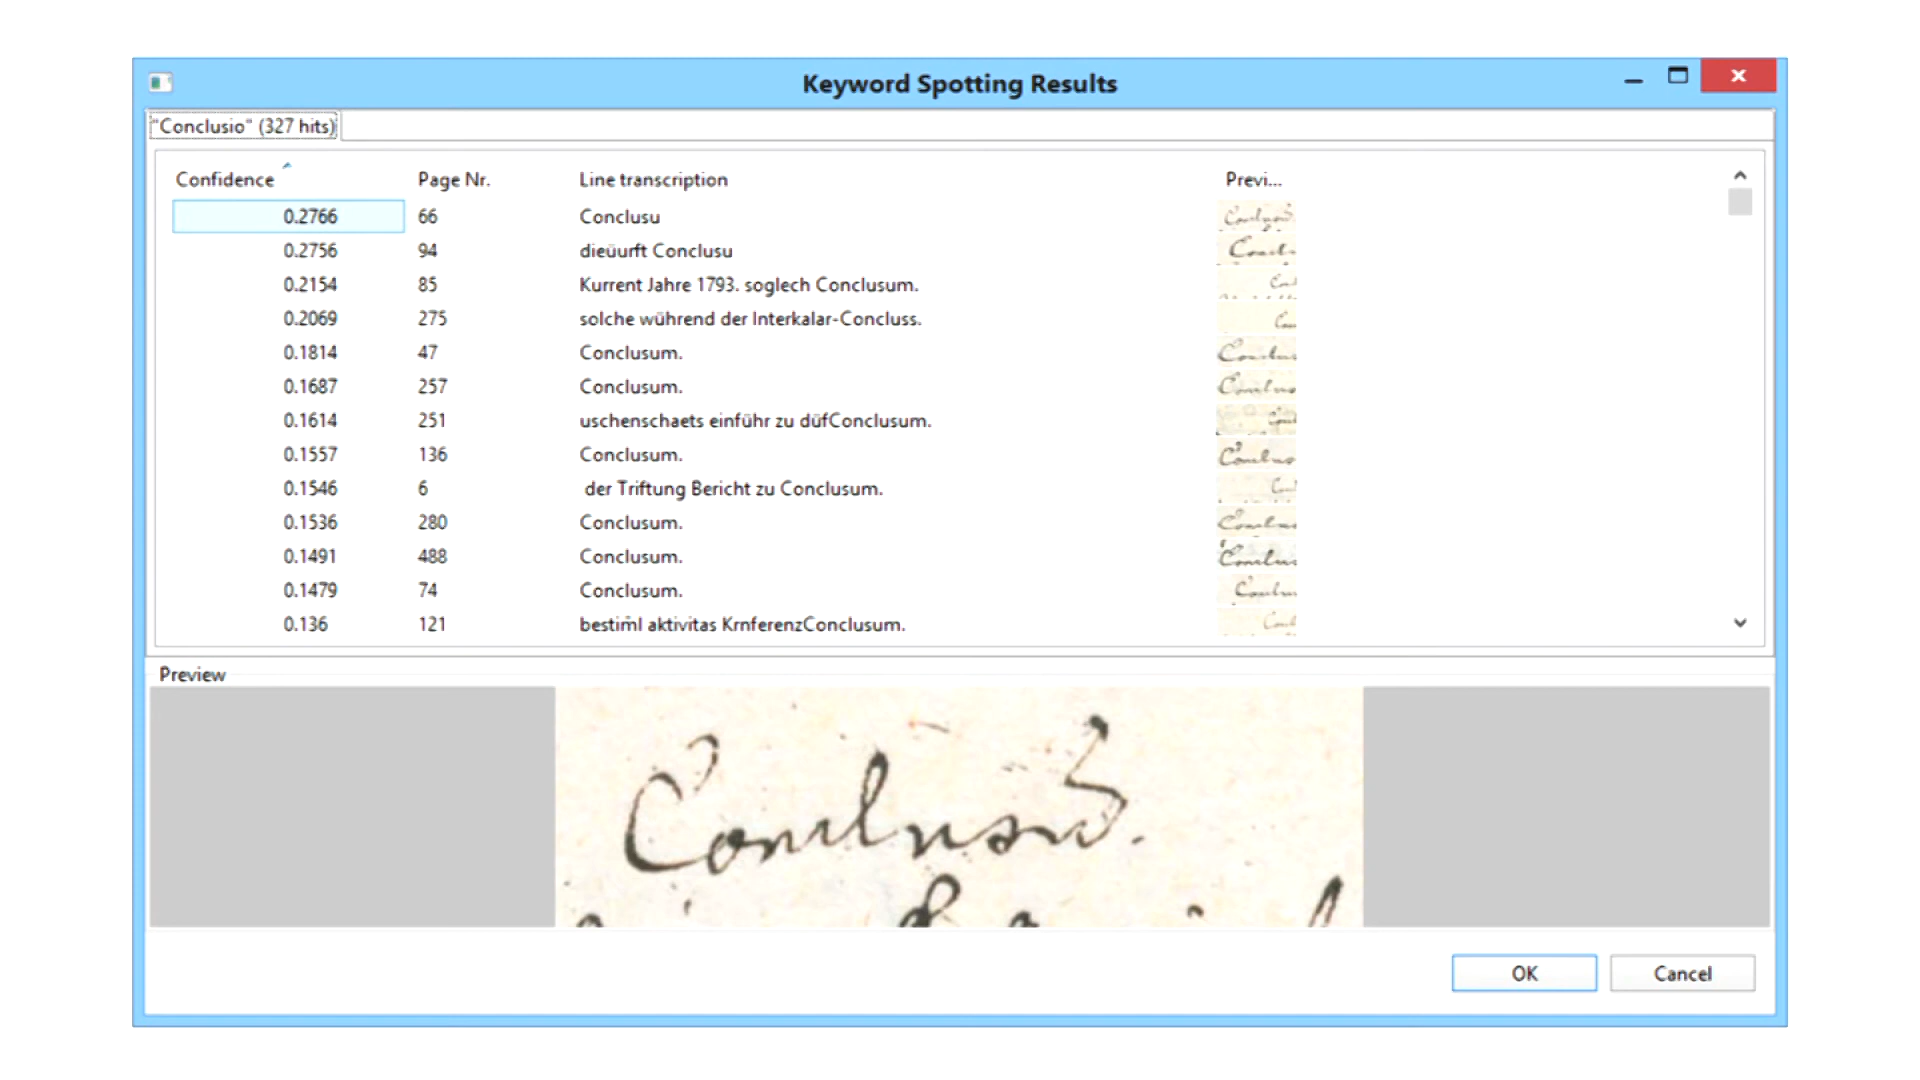 Keyword Spotting Results
"Conclusio" (327 hits)
Confidence Page Nr. Line transcription Previ...
0.2766 66 Conclusu
0.2756 94 dieüurft Conclusu
0.2154 85 Kurrent Jahre 1793. soglech Conclusum.
0.2069 275 solche wührend der Interkalar-Concluss.
0.1814 47 Conclusum.
0.1687 257 Conclusum.
0.1614 251 uschenschaets einführ zu düfConclusum.
0.1557 136 Conclusum.
0.1546 6 der Triftung Bericht zu Conclusum.
0.1536 280 Conclusum.
0.1491 488 Conclusum.
0.1479 74 Conclusum.
0.136 121 bestim̄l aktivitas KrnferenzConclusum.
Preview
Conclusū.
OK Cancel